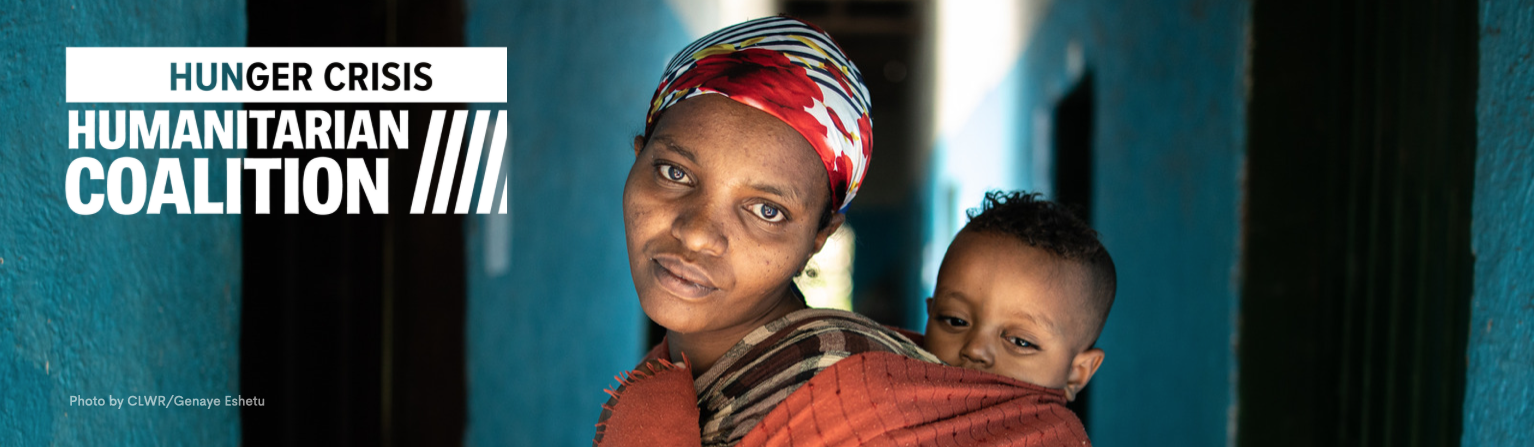 HUNGER CRISIS
HUMANITARIAN
COALITION
Photo by CLWR/Genaye Eshetu